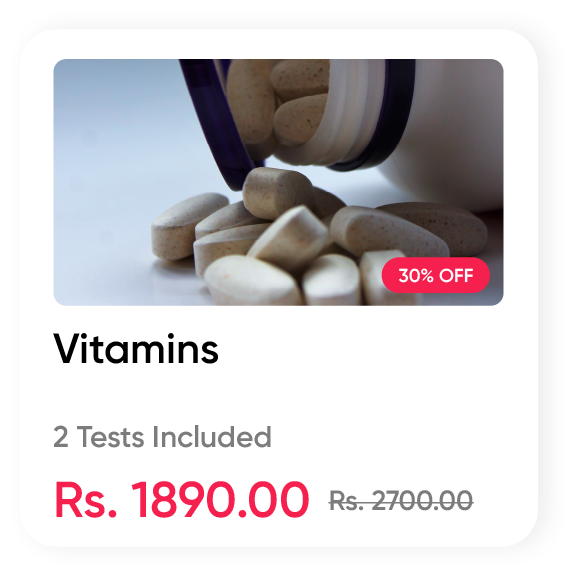 30% OFF
Vitamins
2 Tests Included
Rs. 1890.00 Rs. 2700.00